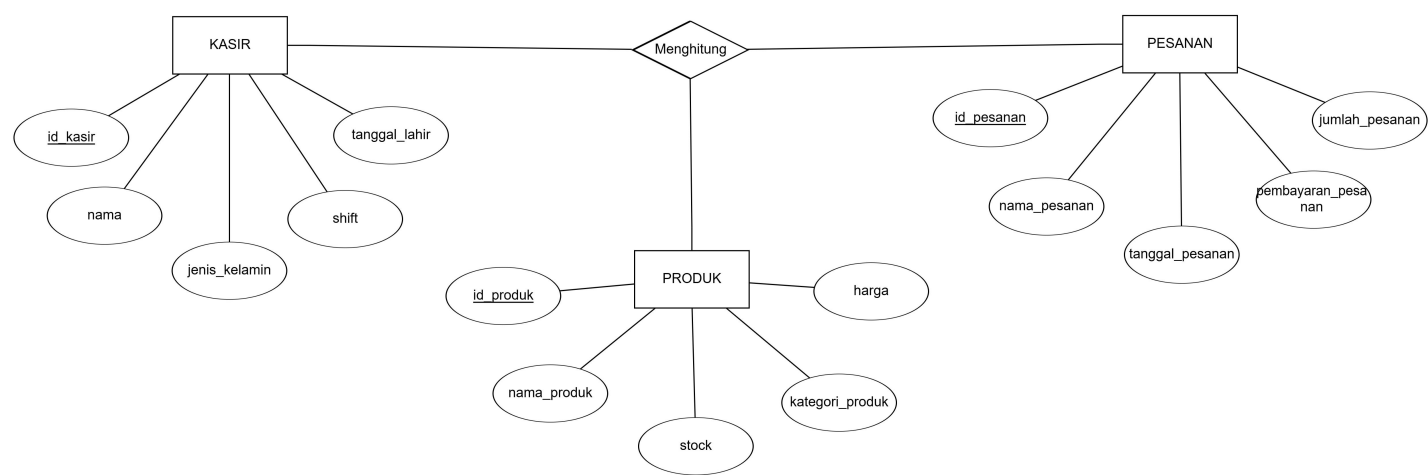 KASIR
Menghitung
PESANAN
id_kasir
nama
jenis_kelamin
shift
tanggal_lahir
id_pesanan
nama_pesanan
tanggal_pesanan
pembayaran_pesa
nan
jumlah_pesanan
PRODUK
id_produk
nama_produk
stock
kategori_produk
harga